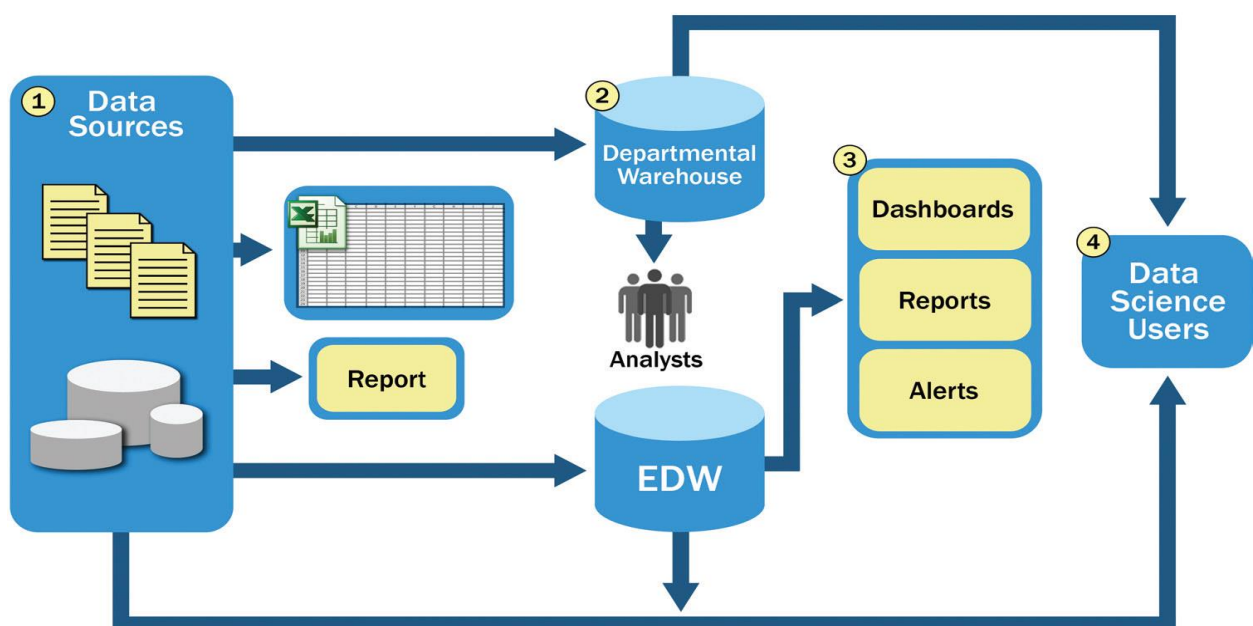 1
Data
Sources
Report
2
Departmental
Warehouse
Analysts
EDW
3
Dashboards
Reports
Alerts
4
Data
Science
Users